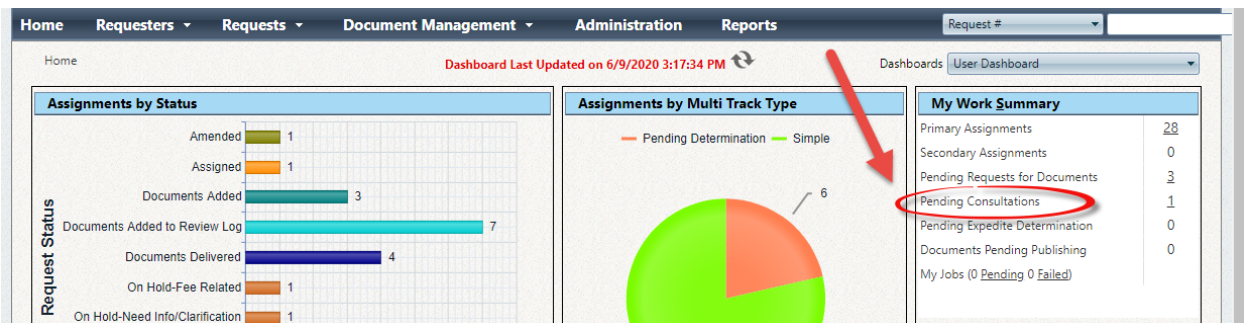 Home Requesters Requests Document Management Administration Reports Request #
Home
Dashboard Last Updated on 6/9/2020 3:17:34 PM
Dashboards User Dashboard
Assignments by Status
Request Status
Amended 1
Assigned 1
Documents Added 3
Documents Added to Review Log 7
Documents Delivered 4
On Hold-Fee Related 1
On Hold-Need Info/Clarification 1
Assignments by Multi Track Type
Pending Determination Simple
6
My Work Summary
Primary Assignments 28
Secondary Assignments 0
Pending Requests for Documents 3
Pending Consultations 1
Pending Expedite Determination 0
Documents Pending Publishing 0
My Jobs (0 Pending 0 Failed)